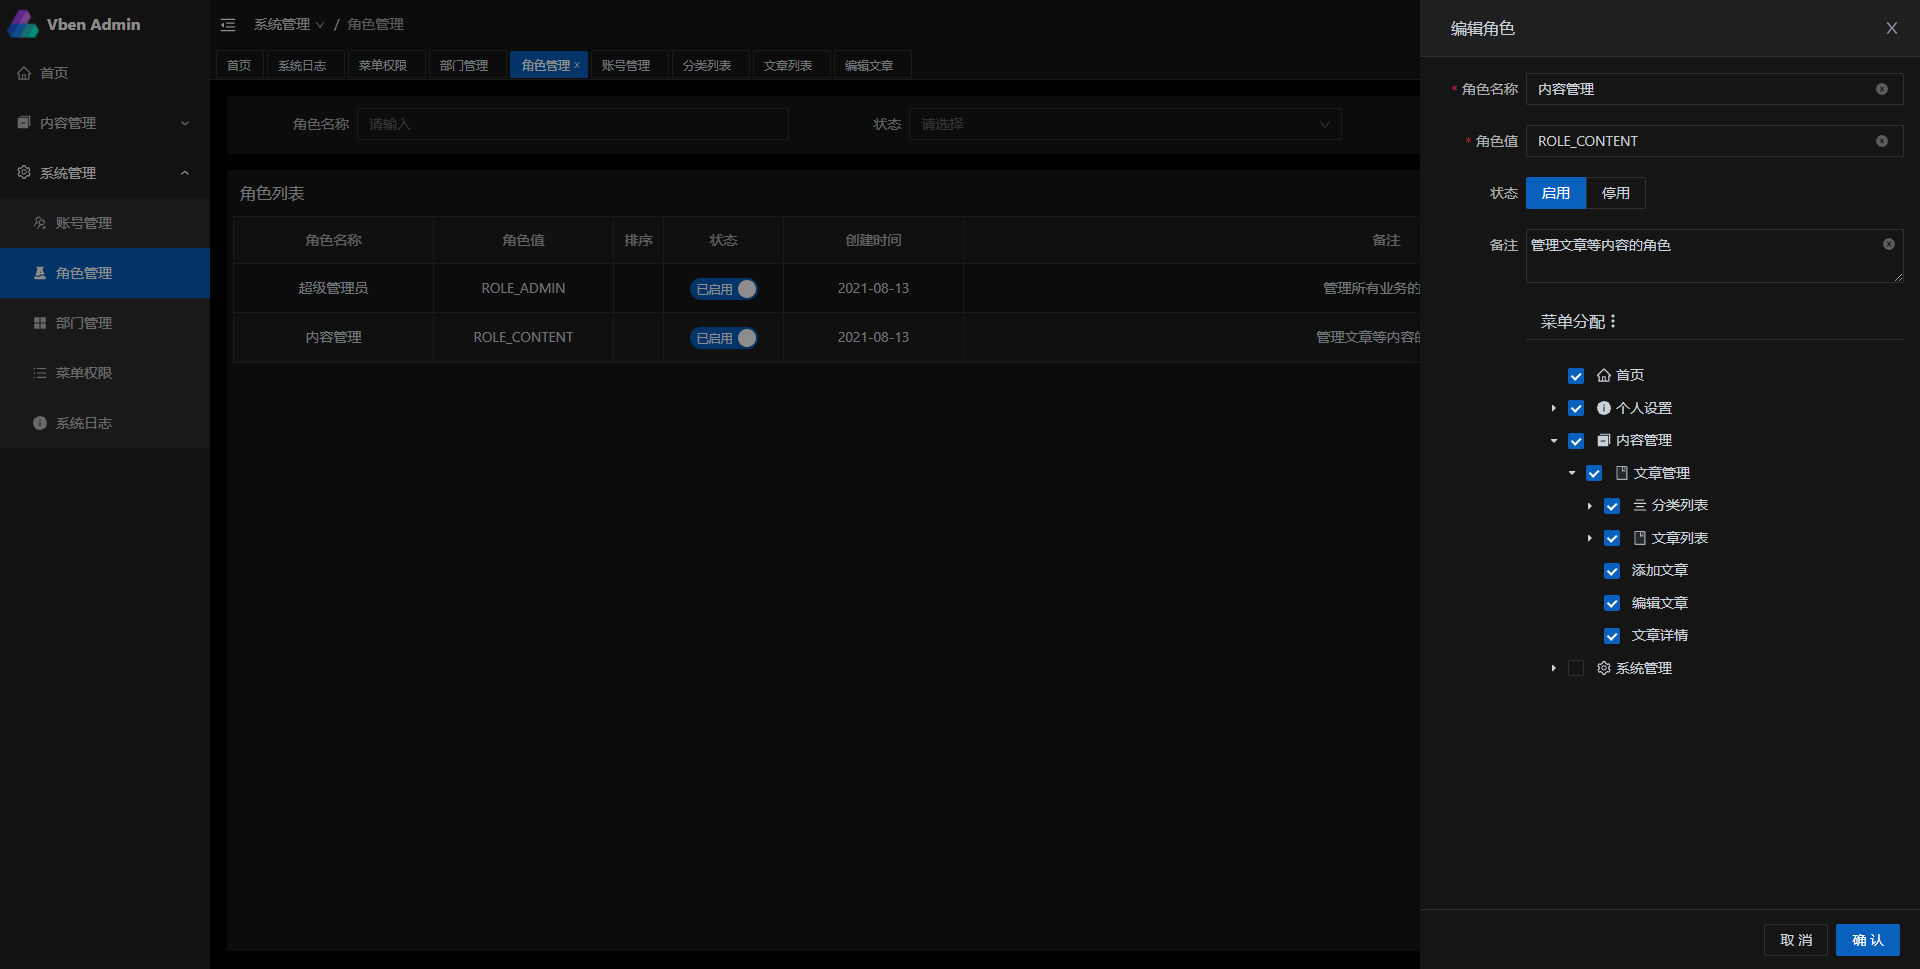 Vben Admin
首页
内容管理
系统管理
账号管理
角色管理
部门管理
菜单权限
系统日志
系统管理 / 角色管理
首页 系统日志 菜单权限 部门管理 角色管理 x 账号管理 分类列表 文章列表 编辑文章
角色名称 请输入 状态 请选择
角色列表
角色名称 角色值 排序 状态 创建时间 备注
超级管理员 ROLE_ADMIN 已启用 2021-08-13 管理所有业务的
内容管理 ROLE_CONTENT 已启用 2021-08-13 管理文章等内容的
编辑角色
* 角色名称 内容管理
* 角色值 ROLE_CONTENT
状态 启用 停用
备注 管理文章等内容的角色
菜单分配
首页
个人设置
内容管理
文章管理
分类列表
文章列表
添加文章
编辑文章
文章详情
系统管理
取 消 确 认